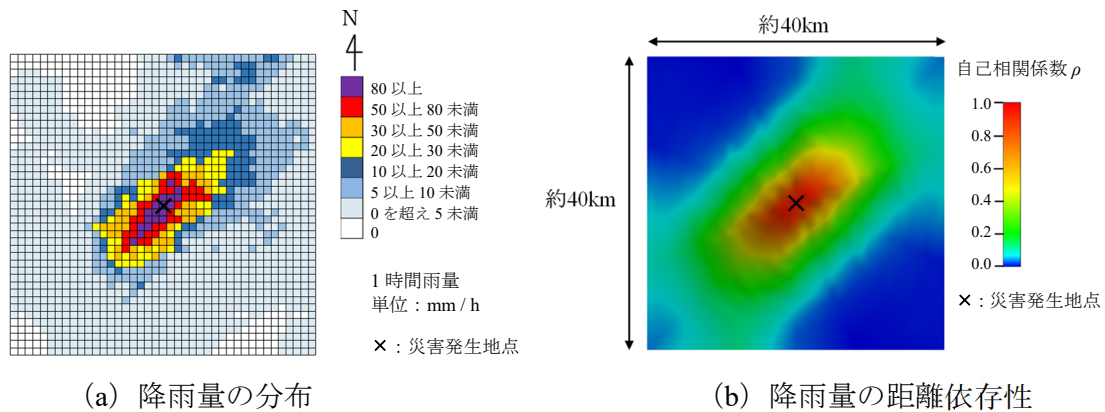 N
80 以上
50 以上 80 未満
30 以上 50 未満
20 以上 30 未満
10 以上 20 未満
5 以上 10 未満
0 を超え 5 未満
0
1 時間雨量
単位：mm / h
×：災害発生地点
(a) 降雨量の分布
約40km
約40km
自己相関係数 ρ
1.0
0.8
0.6
0.4
0.2
0.0
×：災害発生地点
(b) 降雨量の距離依存性